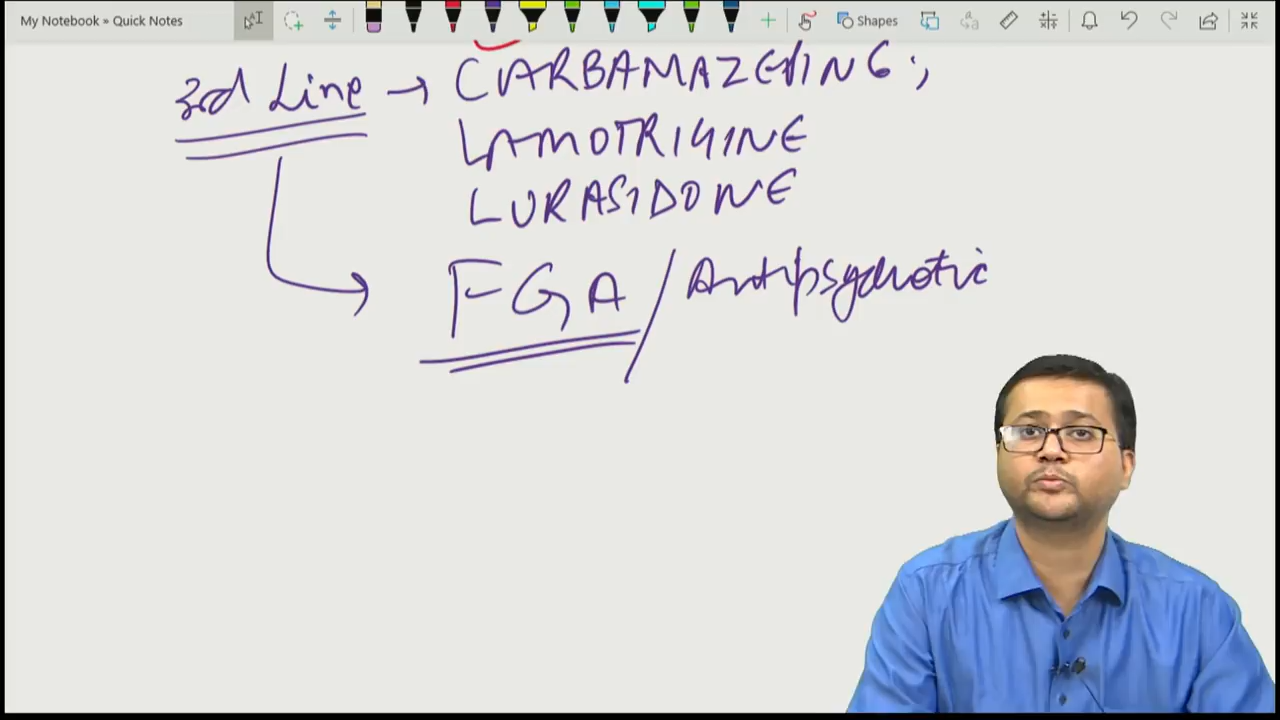 My Notebook » Quick Notes
Shapes
3rd Line → CARBAMAZEPINE;
LAMOTRIGINE
LURASIDONE
FGA / Antipsychotic